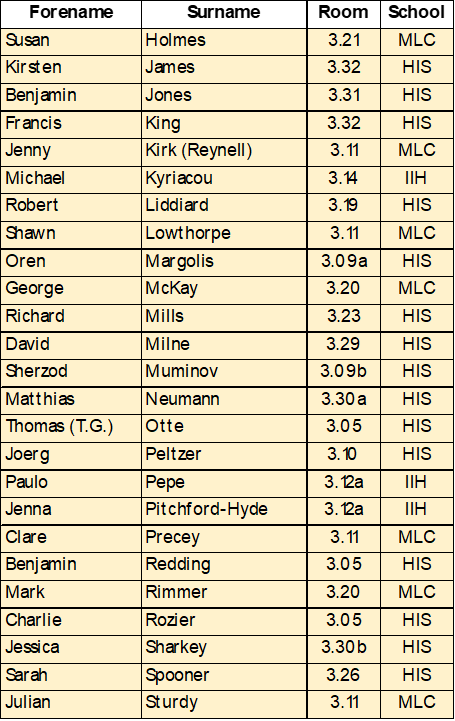 Forename Surname Room School
Susan Holmes 3.21 MLC
Kirsten James 3.32 HIS
Benjamin Jones 3.31 HIS
Francis King 3.32 HIS
Jenny Kirk (Reynell) 3.11 MLC
Michael Kyriacou 3.14 IIH
Robert Liddiard 3.19 HIS
Shawn Lowthorpe 3.11 MLC
Oren Margolis 3.09a HIS
George McKay 3.20 MLC
Richard Mills 3.23 HIS
David Milne 3.29 HIS
Sherzod Muminov 3.09b HIS
Matthias Neumann 3.30a HIS
Thomas (T.G.) Otte 3.05 HIS
Joerg Peltzer 3.10 HIS
Paulo Pepe 3.12a IIH
Jenna Pitchford-Hyde 3.12a IIH
Clare Precey 3.11 MLC
Benjamin Redding 3.05 HIS
Mark Rimmer 3.20 MLC
Charlie Rozier 3.05 HIS
Jessica Sharkey 3.30b HIS
Sarah Spooner 3.26 HIS
Julian Sturdy 3.11 MLC